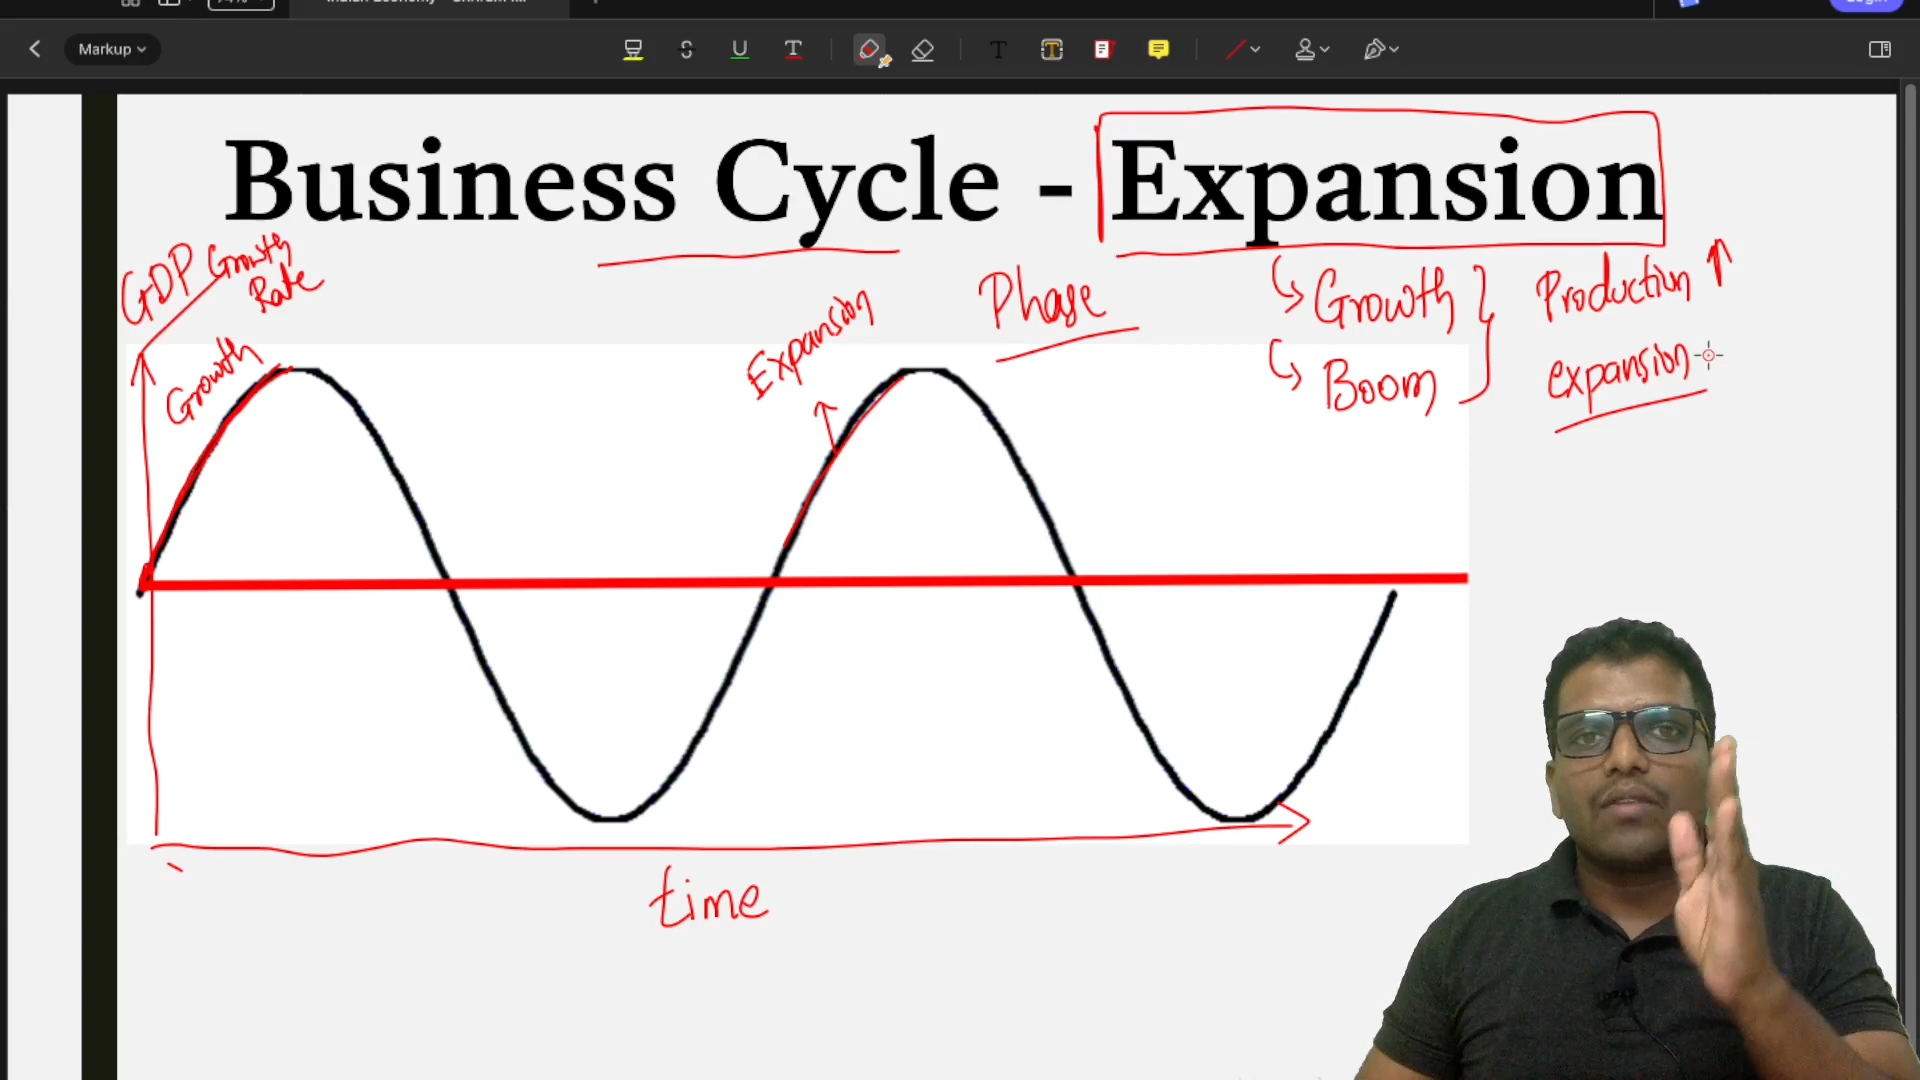 Markup
Business Cycle - Expansion
GDP Growth
Rate
Growth
Expansion
Phase
Growth
Boom
Production ↑
expansion
time